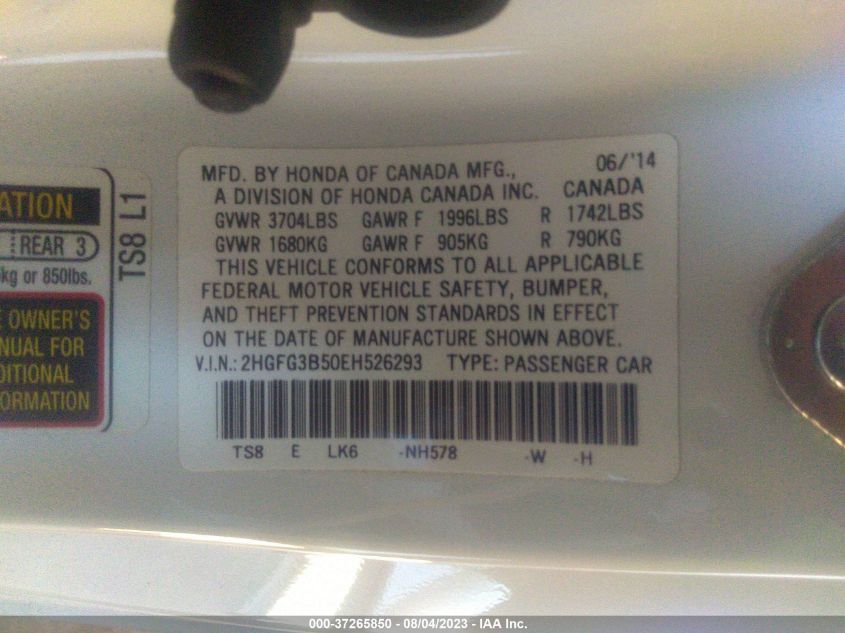 MFD. BY HONDA OF CANADA MFG., 06/'14
A DIVISION OF HONDA CANADA INC. CANADA
GVWR 3704LBS GAWR F 1996LBS R 1742LBS
GVWR 1680KG GAWR F 905KG R 790KG
THIS VEHICLE CONFORMS TO ALL APPLICABLE
FEDERAL MOTOR VEHICLE SAFETY, BUMPER,
AND THEFT PREVENTION STANDARDS IN EFFECT
ON THE DATE OF MANUFACTURE SHOWN ABOVE.
V.I.N.: 2HGFG3B50EH526293 TYPE: PASSENGER CAR
TS8 E LK6 -NH578 -W -H
ATION
REAR 3
kg or 850lbs.
E OWNER'S
NUAL FOR
DITIONAL
ORMATION
TS8 L1
000-37265850 - 08/04/2023 - IAA Inc.